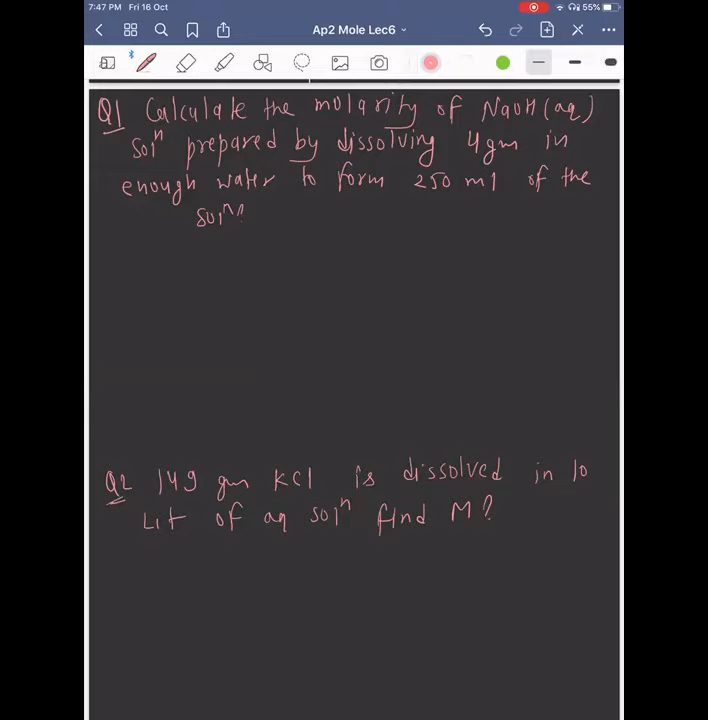 7:47 PM Fri 16 Oct
55%
Ap2 Mole Lec6
Q1 Calculate the molarity of NaOH(aq)
solⁿ prepared by dissolving 4gm in
enough water to form 250 ml of the
solⁿ?
Q2 149 gm KCl is dissolved in 10
Lit of aq solⁿ find M?